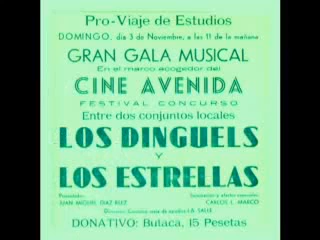 Pro-Viaje de Estudios
DOMINGO, día 3 de Noviembre, a las 11 de la mañana
GRAN GALA MUSICAL
En el marco acogedor del
CINE AVENIDA
FESTIVAL CONCURSO
Entre dos conjuntos locales
LOS DINGUELS
Y
LOS ESTRELLAS
Presentador:
JUAN MIGUEL DIAZ RUIZ
CARLOS L. MARCO
LA SALLE
DONATIVO: Butaca, 15 Pesetas